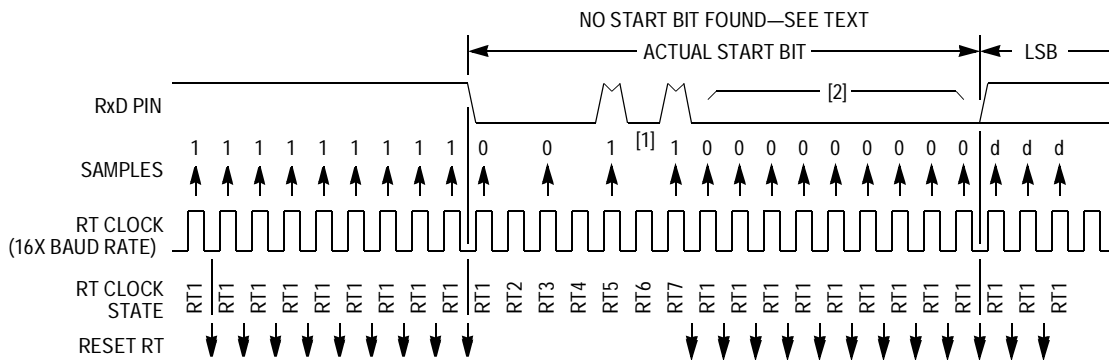 NO START BIT FOUND—SEE TEXT
ACTUAL START BIT LSB
RxD PIN [1] [2]
SAMPLES 1 1 1 1 1 1 1 1 1 0 0 1 1 0 0 0 0 0 0 0 0 0 d d d
RT CLOCK
(16X BAUD RATE)
RT CLOCK
STATE RT1 RT1 RT1 RT1 RT1 RT1 RT1 RT1 RT1 RT1 RT2 RT3 RT4 RT5 RT6 RT7 RT1 RT1 RT1 RT1 RT1 RT1 RT1 RT1 RT1 RT1 RT1 RT1
RESET RT